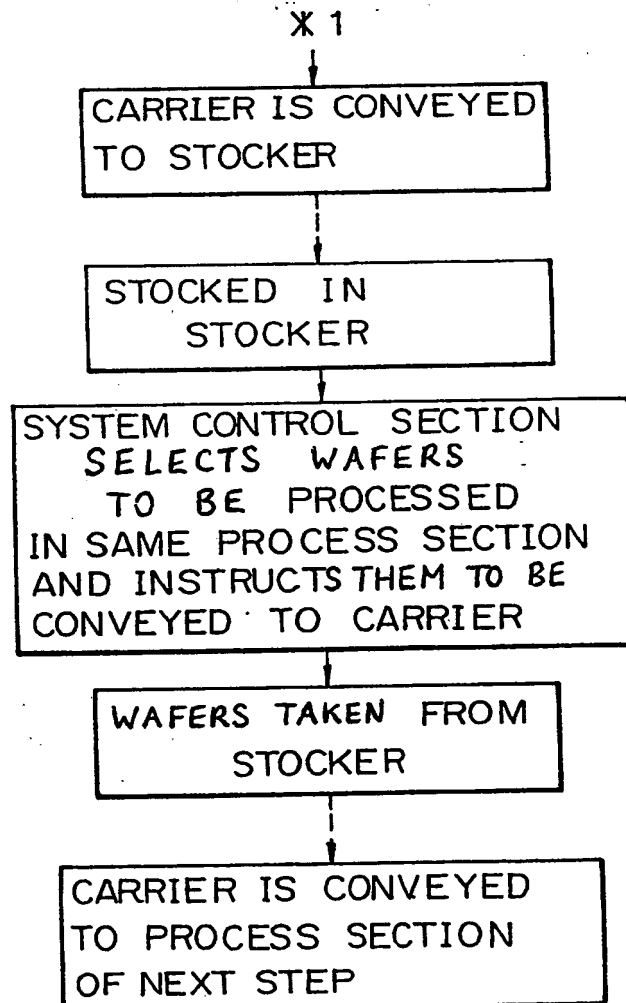 ※ 1
CARRIER IS CONVEYED
TO STOCKER
STOCKED IN
STOCKER
SYSTEM CONTROL SECTION
SELECTS WAFERS
TO BE PROCESSED
IN SAME PROCESS SECTION
AND INSTRUCTS THEM TO BE
CONVEYED TO CARRIER
WAFERS TAKEN FROM
STOCKER
CARRIER IS CONVEYED
TO PROCESS SECTION
OF NEXT STEP